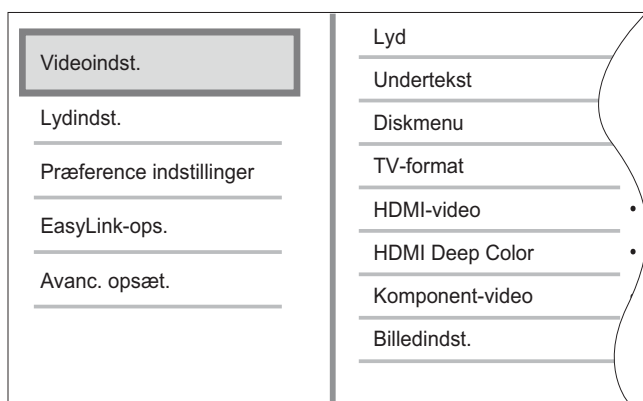 Videoindst.
Lydindst.
Præference indstillinger
EasyLink-ops.
Avanc. opsæt.
Lyd
Undertekst
Diskmenu
TV-format
HDMI-video
HDMI Deep Color
Komponent-video
Billedindst.